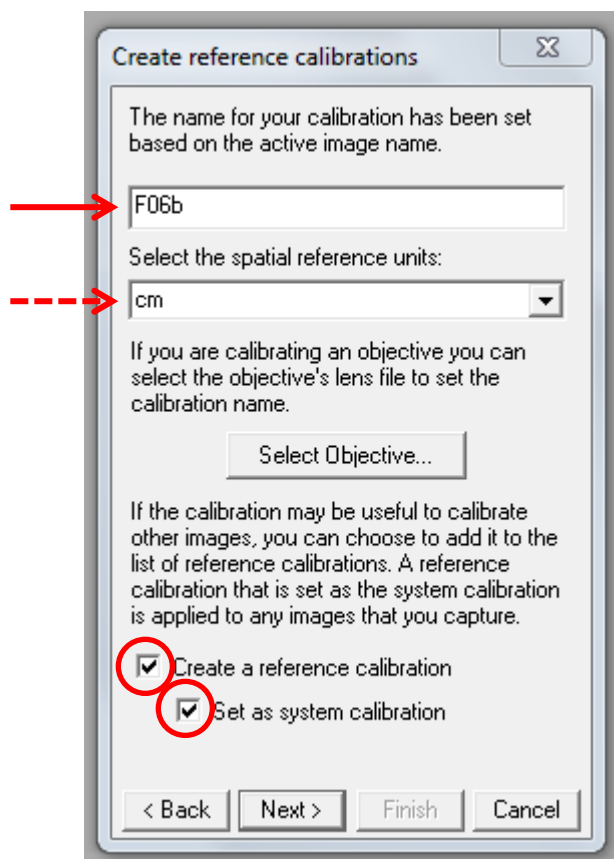 Create reference calibrations
The name for your calibration has been set
based on the active image name.
F06b
Select the spatial reference units:
cm
If you are calibrating an objective you can
select the objective's lens file to set the
calibration name.
Select Objective...
If the calibration may be useful to calibrate
other images, you can choose to add it to the
list of reference calibrations. A reference
calibration that is set as the system calibration
is applied to any images that you capture.
Create a reference calibration
Set as system calibration
< Back Next > Finish Cancel